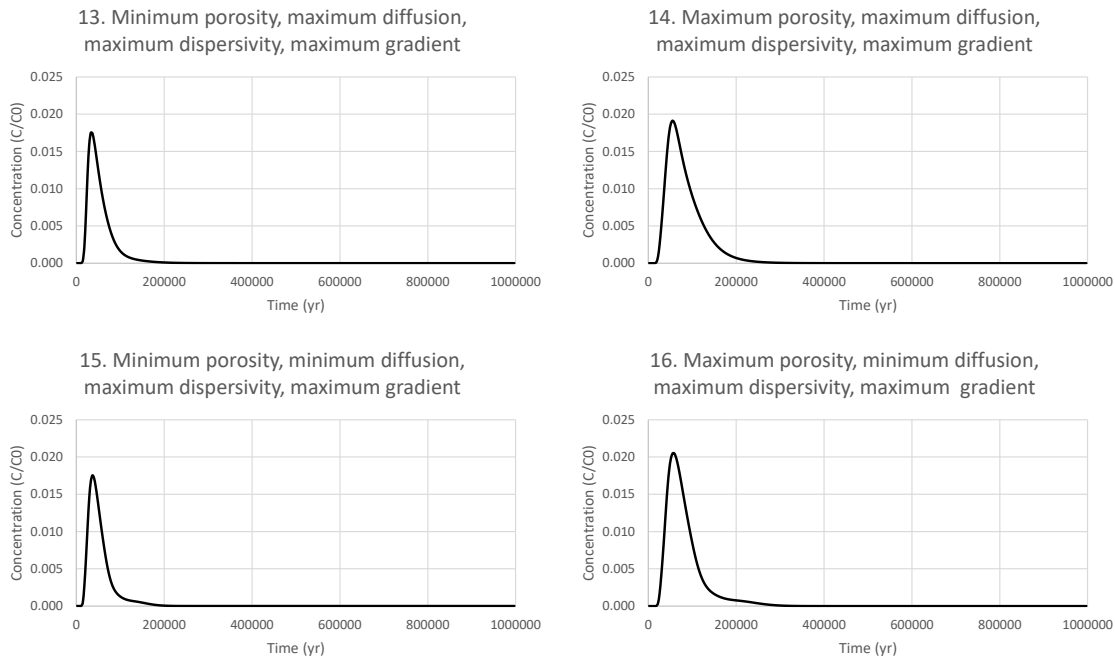 13. Minimum porosity, maximum diffusion,
maximum dispersivity, maximum gradient
0.025
0.020
0.015
0.010
0.005
0.000
Concentration (C/C0)
0 200000 400000 600000 800000 1000000
Time (yr)
14. Maximum porosity, maximum diffusion,
maximum dispersivity, maximum gradient
0.025
0.020
0.015
0.010
0.005
0.000
Concentration (C/C0)
0 200000 400000 600000 800000 1000000
Time (yr)
15. Minimum porosity, minimum diffusion,
maximum dispersivity, maximum gradient
0.025
0.020
0.015
0.010
0.005
0.000
Concentration (C/C0)
0 200000 400000 600000 800000 1000000
Time (yr)
16. Maximum porosity, minimum diffusion,
maximum dispersivity, maximum  gradient
0.025
0.020
0.015
0.010
0.005
0.000
Concentration (C/C0)
0 200000 400000 600000 800000 1000000
Time (yr)